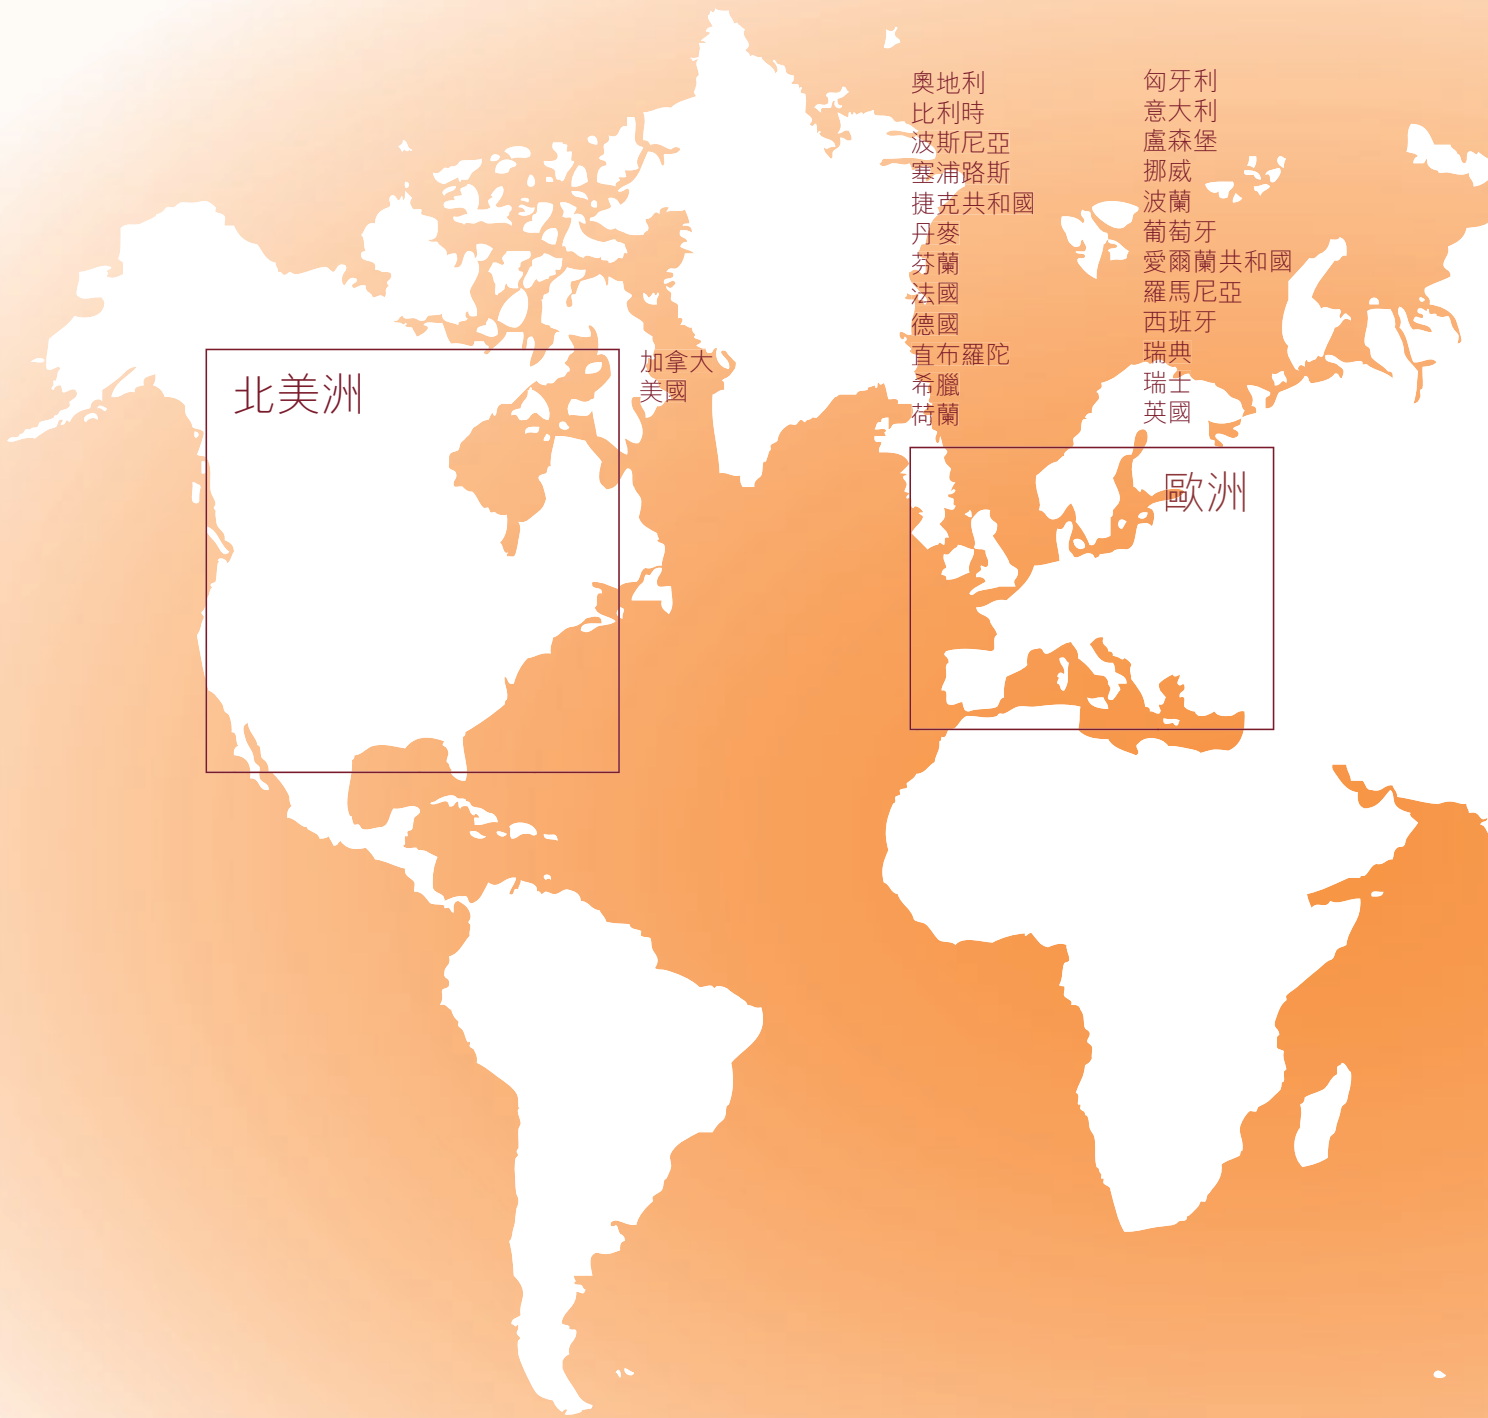 奧地利
比利時
波斯尼亞
塞浦路斯
捷克共和國
丹麥
芬蘭
法國
德國
直布羅陀
希臘
荷蘭
匈牙利
意大利
盧森堡
挪威
波蘭
葡萄牙
愛爾蘭共和國
羅馬尼亞
西班牙
瑞典
瑞士
英國
北美洲
加拿大
美國
歐洲